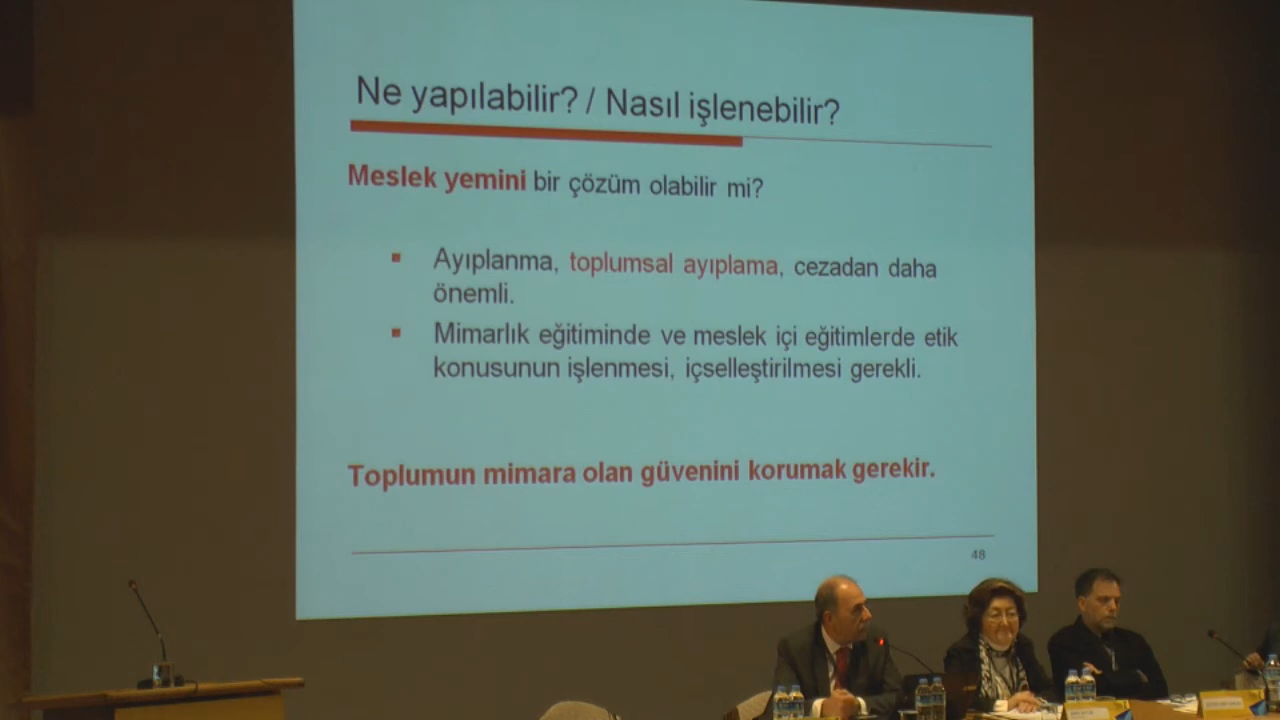 Ne yapılabilir? / Nasıl işlenebilir?
Meslek yemini bir çözüm olabilir mi?
Ayıplanma, toplumsal ayıplama, cezadan daha
önemli.
Mimarlık eğitiminde ve meslek içi eğitimlerde etik
konusunun işlenmesi, içselleştirilmesi gerekli.
Toplumun mimara olan güvenini korumak gerekir.
48